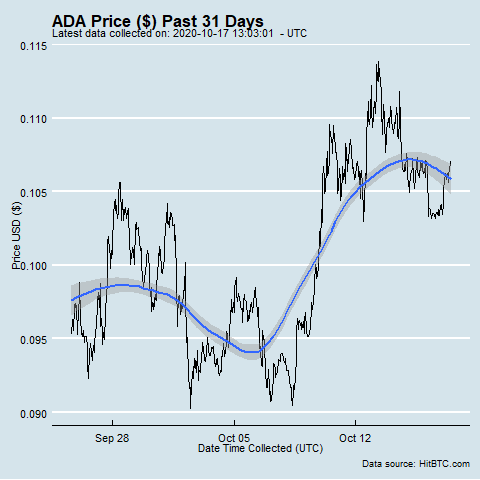 ADA Price ($) Past 31 Days
Latest data collected on: 2020-10-17 13:03:01 - UTC
0.115
0.110
0.105
0.100
0.095
0.090
Price USD ($)
Sep 28 Oct 05 Oct 12
Date Time Collected (UTC)
Data source: HitBTC.com